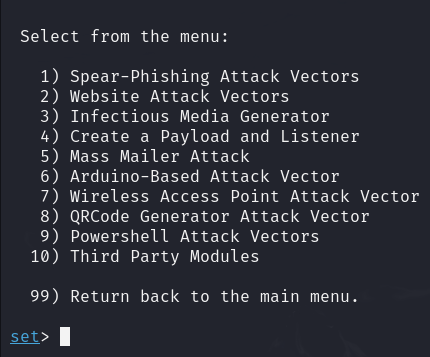 Select from the menu:
1) Spear-Phishing Attack Vectors
2) Website Attack Vectors
3) Infectious Media Generator
4) Create a Payload and Listener
5) Mass Mailer Attack
6) Arduino-Based Attack Vector
7) Wireless Access Point Attack Vector
8) QRCode Generator Attack Vector
9) Powershell Attack Vectors
10) Third Party Modules
99) Return back to the main menu.
set>